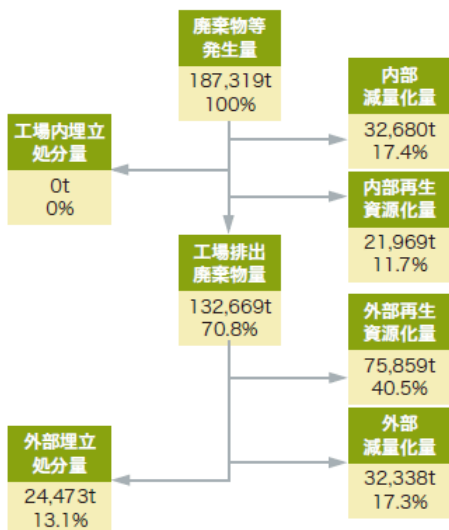 廃棄物等
発生量
187,319t
100%
内部
減量化量
32,680t
17.4%
工場内埋立
処分量
0t
0%
内部再生
資源化量
21,969t
11.7%
工場排出
廃棄物量
132,669t
70.8%
外部再生
資源化量
75,859t
40.5%
外部
減量化量
32,338t
17.3%
外部埋立
処分量
24,473t
13.1%